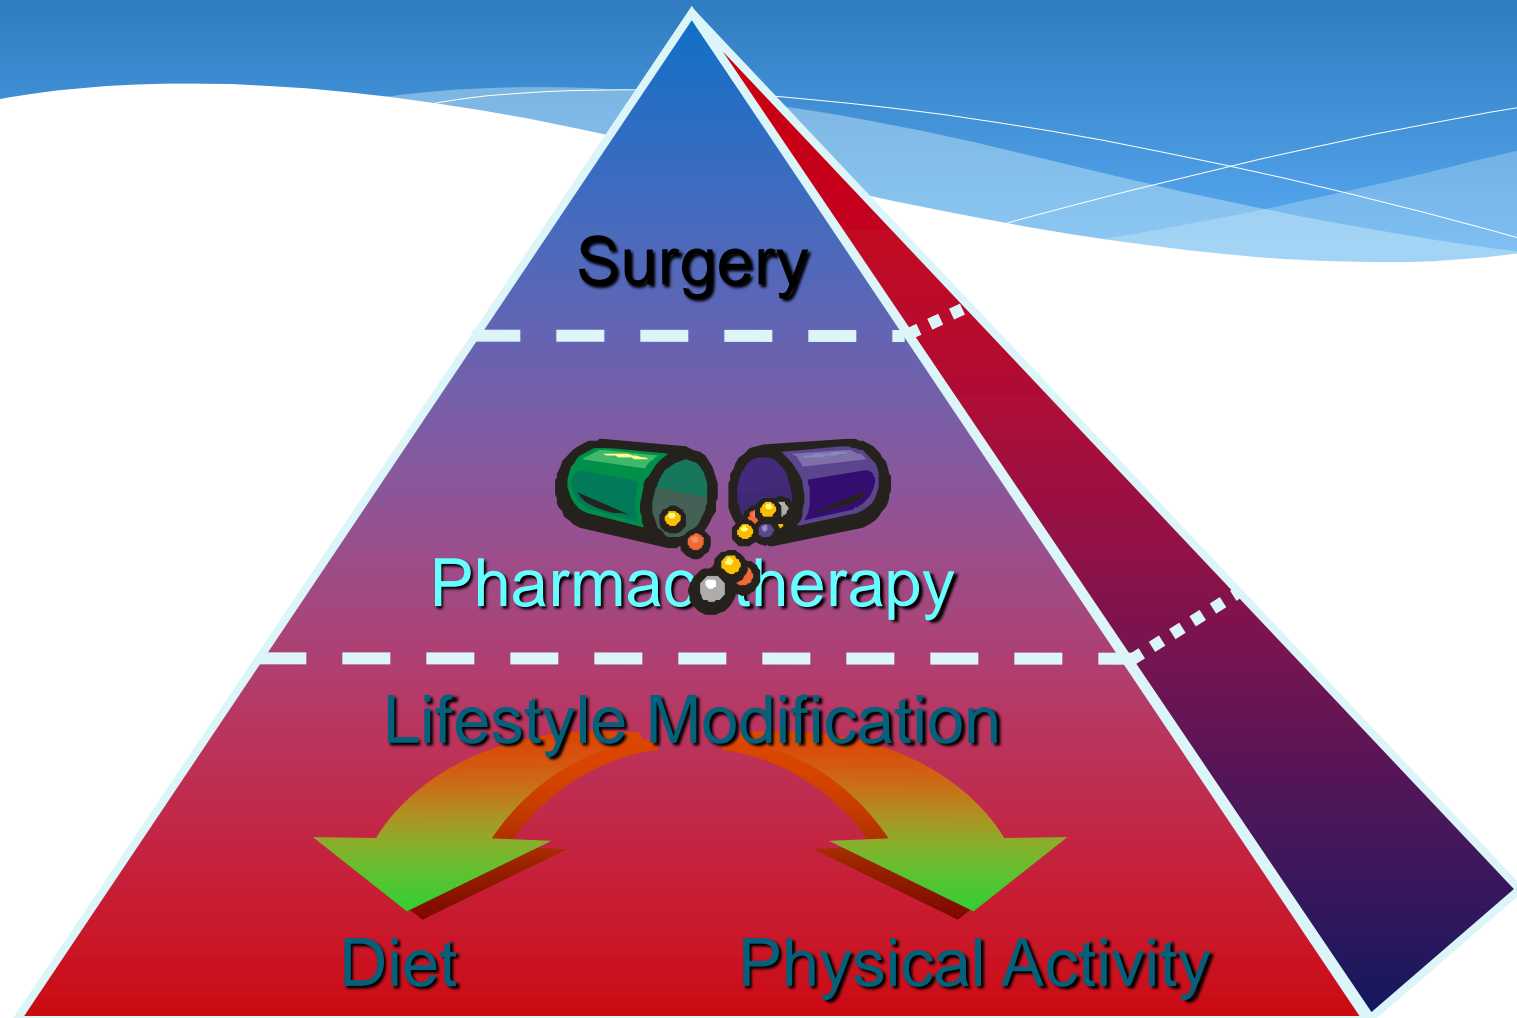 Surgery
Pharmacotherapy
Lifestyle Modification
Diet
Physical Activity